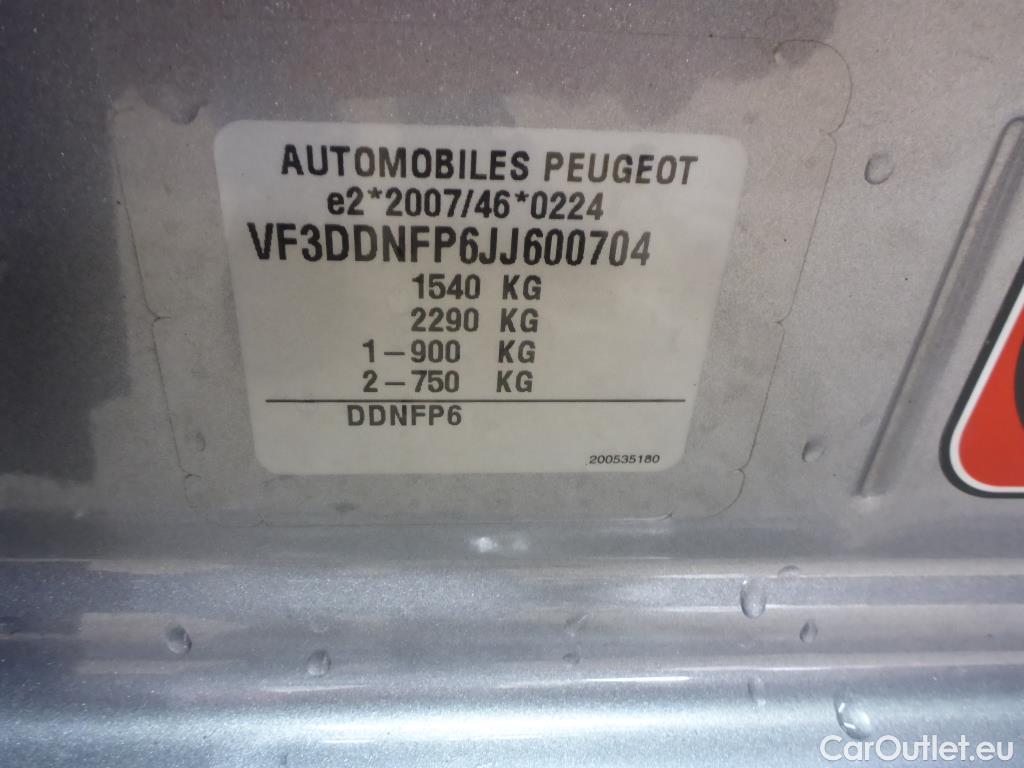 AUTOMOBILES PEUGEOT
e2*2007/46*0224
VF3DDNFP6JJ600704
1540 KG
2290 KG
1-900 KG
2-750 KG
DDNFP6
200535180
CarOutlet.eu